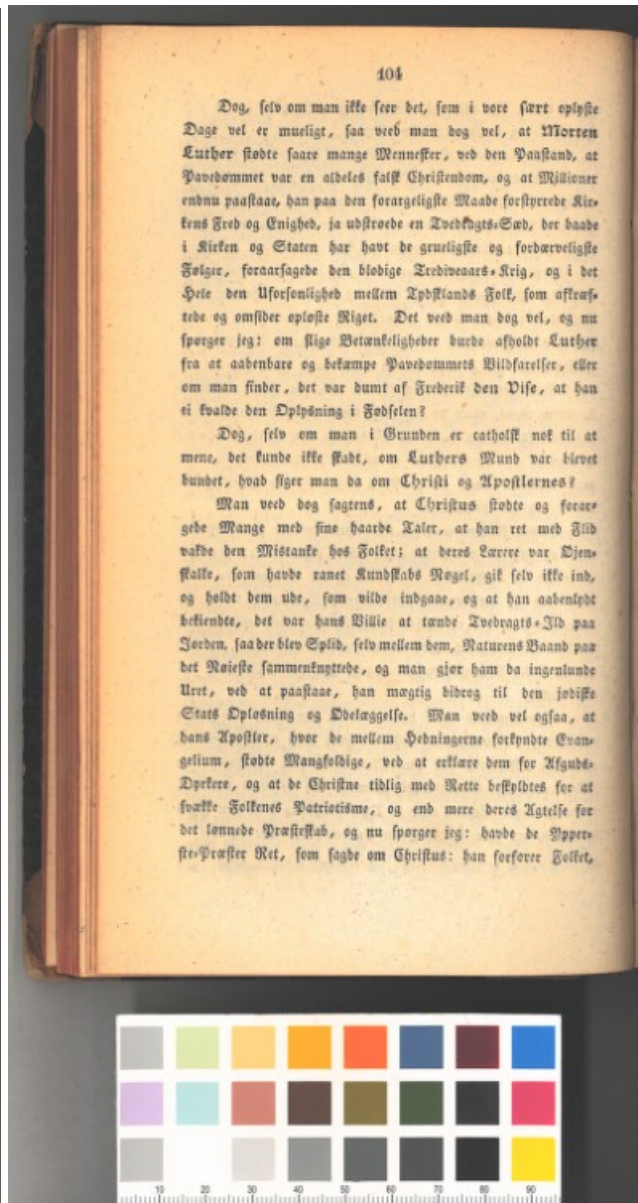 104
Dog, selv om man ikke seer det, som i vore sært oplyste
Dage vel er mueligt, saa veed man dog vel, at Morten
Luther stødte saare mange Mennesker, ved den Paastand, at
Pavedommet var en aldeles falsk Christendom, og at Millioner
endnu paastaae, han paa den forargeligste Maade forstyrrede Kir-
kens Fred og Enighed, ja udstrøede en Tvedragts-Sæd, der baade
i Kirken og Staten har havt de grueligste og fordærveligste
Følger, foraarsagede den blodige Trediveaars-Krig, og i det
Hele den Uforsonlighed mellem Tydsklands Folk, som afkræf-
tede og omsider opløste Riget. Det veed man dog vel, og nu
spørger jeg: om slige Betænkeligheder burde afholdt Luther
fra at aabenbare og bekæmpe Pavedommets Vildfarelser, eller
om man finder, det var dumt af Frederik den Vise, at han
ei kvalde den Oplysning i Fødselen?
Dog, selv om man i Grunden er catholsk nok til at
mene, det kunde ikke skadt, om Luthers Mund var blevet
bundet, hvad siger man da om Christi og Apostlernes?
Man veed dog sagtens, at Christus stødte og forar-
gede Mange med sine haarde Taler, at han ret med Flid
vakde den Mistanke hos Folket; at deres Lærere var Øjen-
skalke, som havde ranet Kundskabs Nøgel, gik selv ikke ind,
og holdt dem ude, som vilde indgaae, og at han aabenlydt
bekiendte, det var hans Villie at tænde Tvedragts-Ild paa
Jorden, saa der blev Splid, selv mellem dem, Naturens Baand paa
det Nøieste sammenknyttede, og man gjør ham da ingenlunde
Uret, ved at paastaae, han mægtig bidrog til den jødiske
Stats Opløsning og Ødelæggelse. Man veed vel ogsaa, at
hans Apostler, hvor de mellem Hedningerne forkyndte Evan-
gelium, stødte Mangfoldige, ved at erklære dem for Afguds-
Dyrkere, og at de Christne tidlig med Rette beskyldtes for at
svække Folkenes Patriotisme, og end mere deres Agtelse for
det lønnede Præsteskab, og nu spørger jeg: havde de Ypper-
ste-Præster Ret, som sagde om Christus: han forfører Folket,
10 20 30 40 50 60 70 80 90